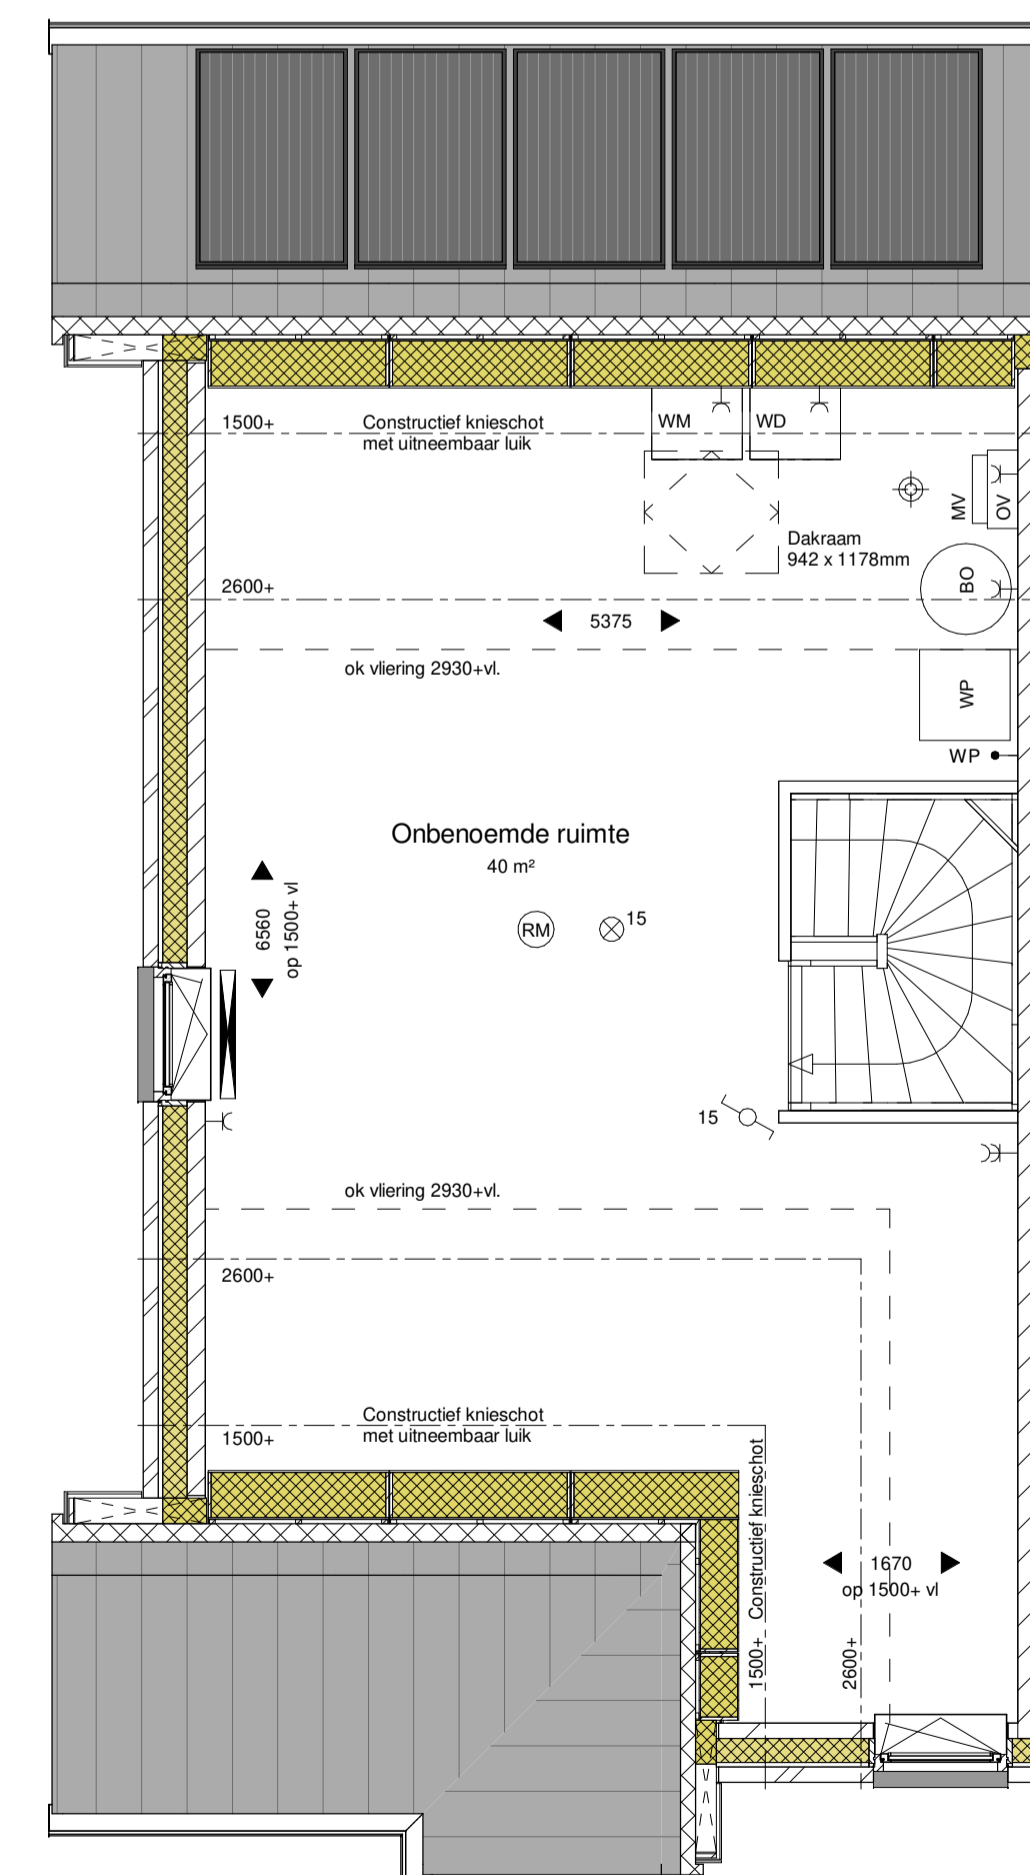 1500+
Constructief knieschot
met uitneembaar luik
WM
WD
MV
OV
Dakraam
942 x 1178mm
BO
2600+
5375
ok vliering 2930+vl.
WP
WP
Onbenoemde ruimte
40 m²
6560
op 1500+ vl
RM
15
15
ok vliering 2930+vl.
2600+
Constructief knieschot
met uitneembaar luik
1500+
1500+ Constructief knieschot
1670
op 1500+ vl
2600+